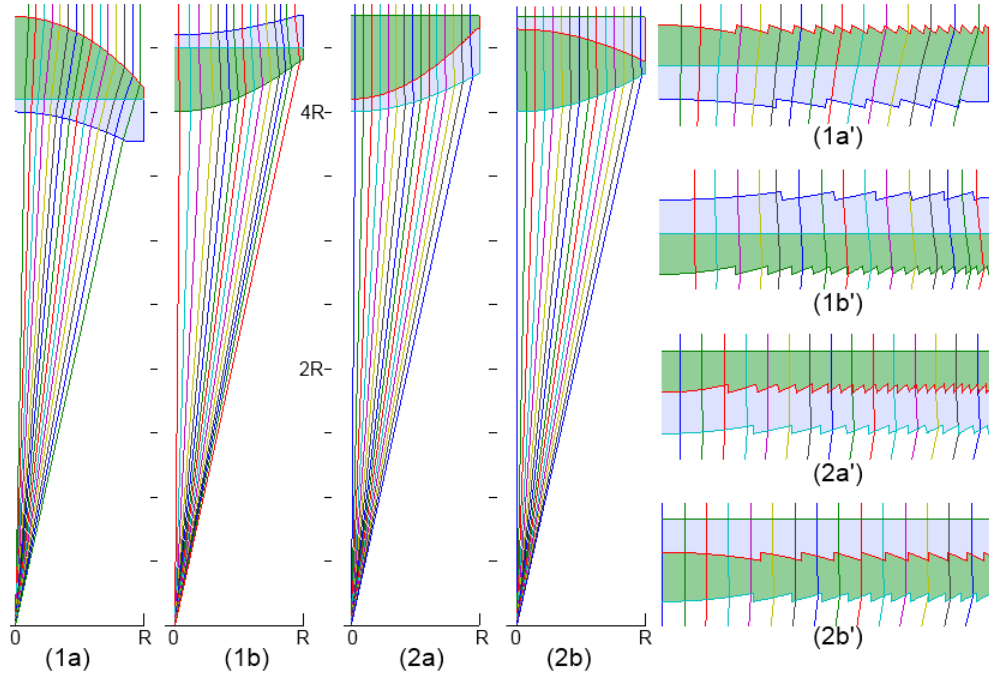 4R-
2R-
0 R
0 R
0 R
0 R
(1a)
(1b)
(2a)
(2b)
(1a')
(1b')
(2a')
(2b')